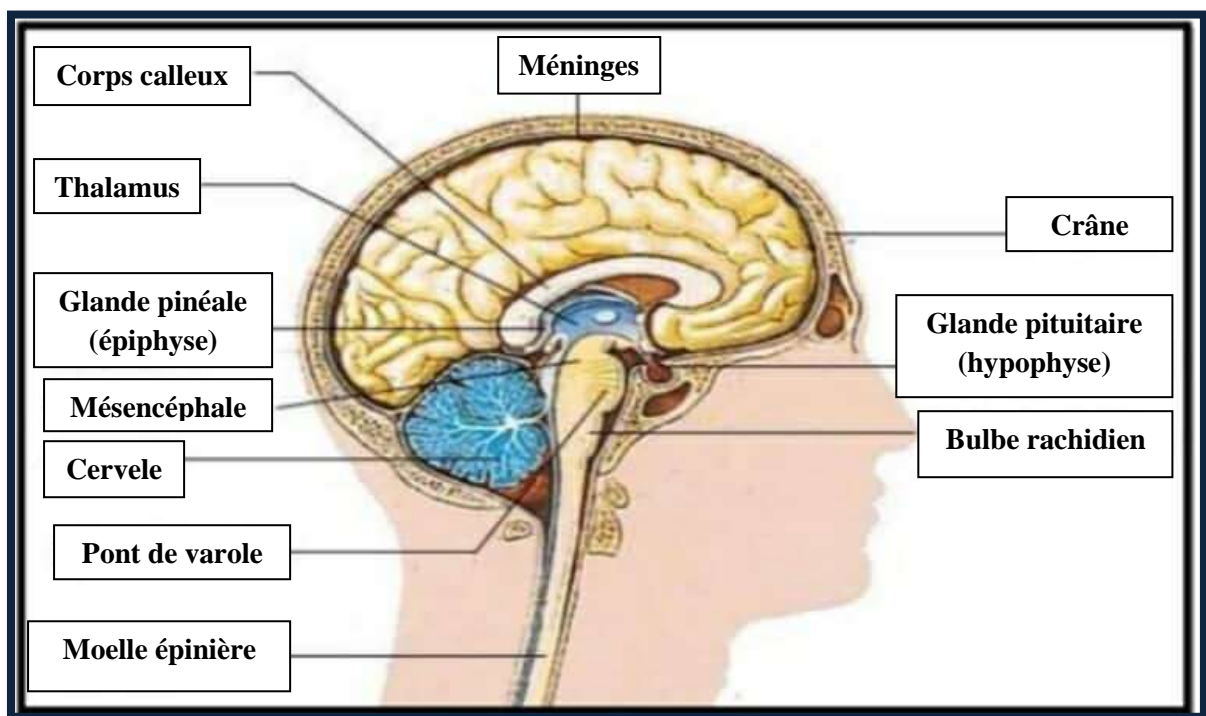 Corps calleux
Méninges
Thalamus
Crâne
Glande pinéale
(épiphyse)
Glande pituitaire
(hypophyse)
Mésencéphale
Bulbe rachidien
Cervele
Pont de varole
Moelle épinière